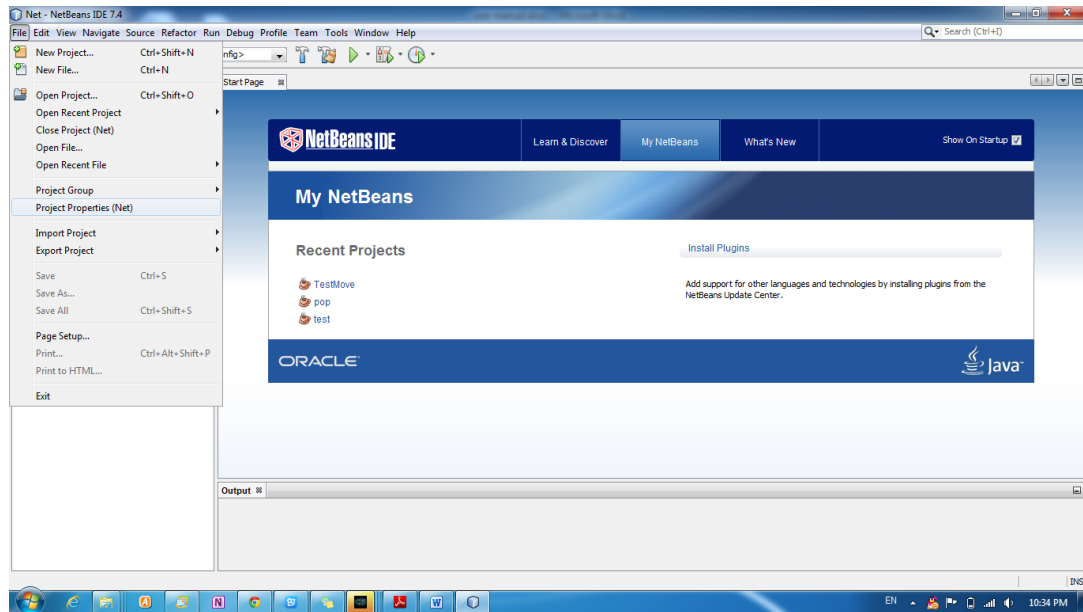 Net - NetBeans IDE 7.4
File Edit View Navigate Source Refactor Run Debug Profile Team Tools Window Help
Search (Ctrl+I)
New Project... Ctrl+Shift+N
New File... Ctrl+N
Open Project... Ctrl+Shift+O
Open Recent Project
Close Project (Net)
Open File...
Open Recent File
Project Group
Project Properties (Net)
Import Project
Export Project
Save Ctrl+S
Save As...
Save All Ctrl+Shift+S
Page Setup...
Print... Ctrl+Alt+Shift+P
Print to HTML...
Exit
nfig>
Start Page
NetBeans IDE
Learn & Discover
My NetBeans
What's New
Show On Startup
My NetBeans
Recent Projects
TestMove
pop
test
Install Plugins
Add support for other languages and technologies by installing plugins from the
NetBeans Update Center.
ORACLE
Java
Output
INS
EN
10:34 PM